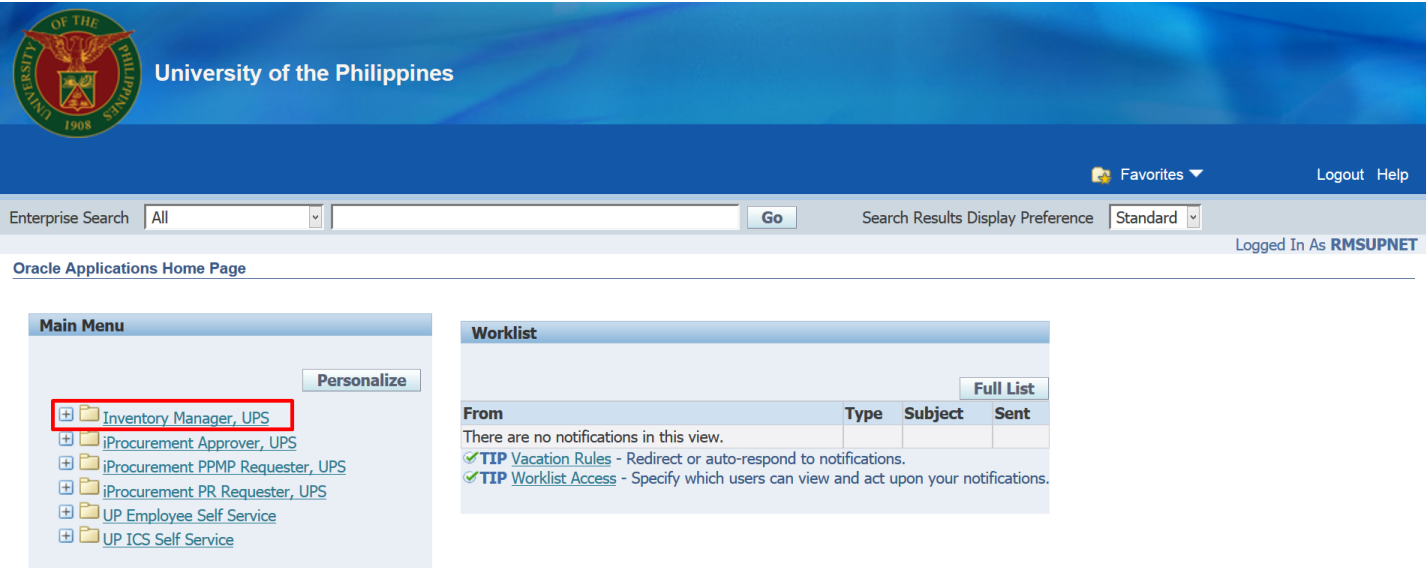 UNIVERSITY OF THE PHILIPPINES
1908
University of the Philippines
Favorites
Logout Help
Enterprise Search All Go Search Results Display Preference Standard
Logged In As RMSUPNET
Oracle Applications Home Page
Main Menu
Personalize
Inventory Manager, UPS
iProcurement Approver, UPS
iProcurement PPMP Requester, UPS
iProcurement PR Requester, UPS
UP Employee Self Service
UP ICS Self Service
Worklist
Full List
From Type Subject Sent
There are no notifications in this view.
TIP Vacation Rules - Redirect or auto-respond to notifications.
TIP Worklist Access - Specify which users can view and act upon your notifications.